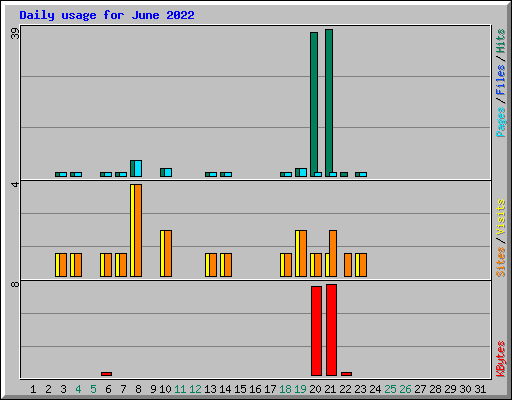 Daily usage for June 2022
39
4
8
Pages/Files/Hits
Sites/Visits
KBytes
1 2 3 4 5 6 7 8 9 10 11 12 13 14 15 16 17 18 19 20 21 22 23 24 25 26 27 28 29 30 31